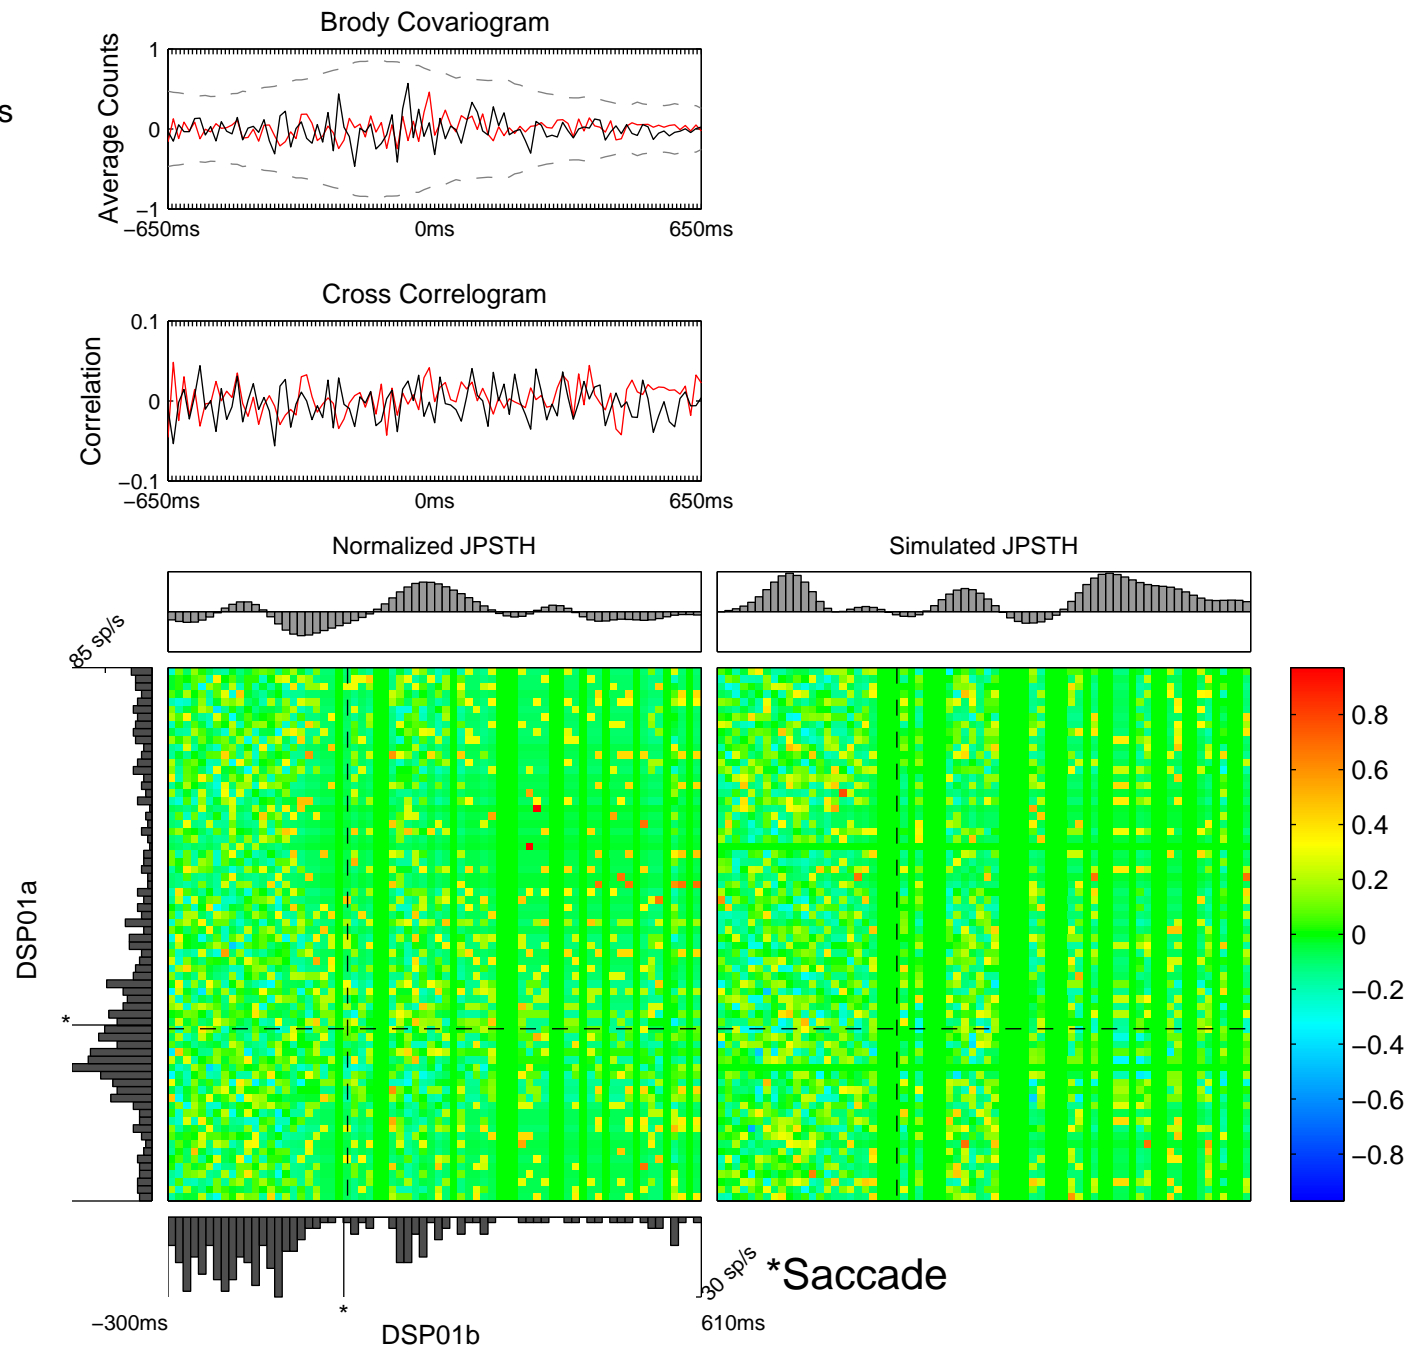 Brody Covariogram
s
Average Counts
1
0
−1
−650ms 0ms 650ms
Cross Correlogram
Correlation
0.1
0
−0.1
−650ms 0ms 650ms
Normalized JPSTH
Simulated JPSTH
85 sp/s
DSP01a
*
0.8
0.6
0.4
0.2
0
−0.2
−0.4
−0.6
−0.8
30 sp/s
*Saccade
*
−300ms
DSP01b
610ms